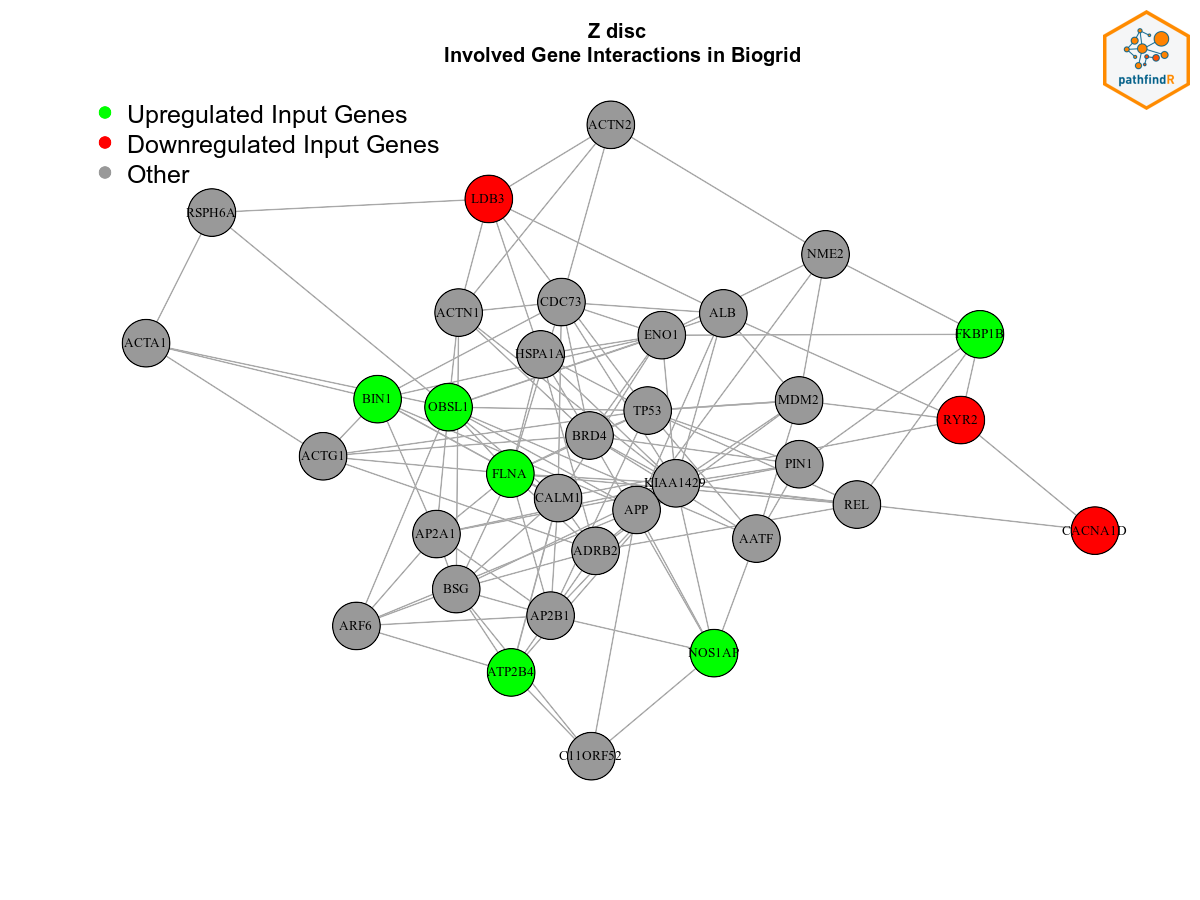 Z disc
Involved Gene Interactions in Biogrid
pathfindR
Upregulated Input Genes
Downregulated Input Genes
Other
ACTN2
LDB3
RSPH6A
NME2
CDC73
ACTN1
ALB
ENO1
FKBP1B
ACTA1
HSPA1A
BIN1
OBSL1
TP53
MDM2
RYR2
BRD4
ACTG1
PIN1
FLNA
KIAA1429
CALM1
REL
APP
CACNA1D
AP2A1
AATF
ADRB2
BSG
AP2B1
ARF6
NOS1AP
ATP2B4
C11ORF52